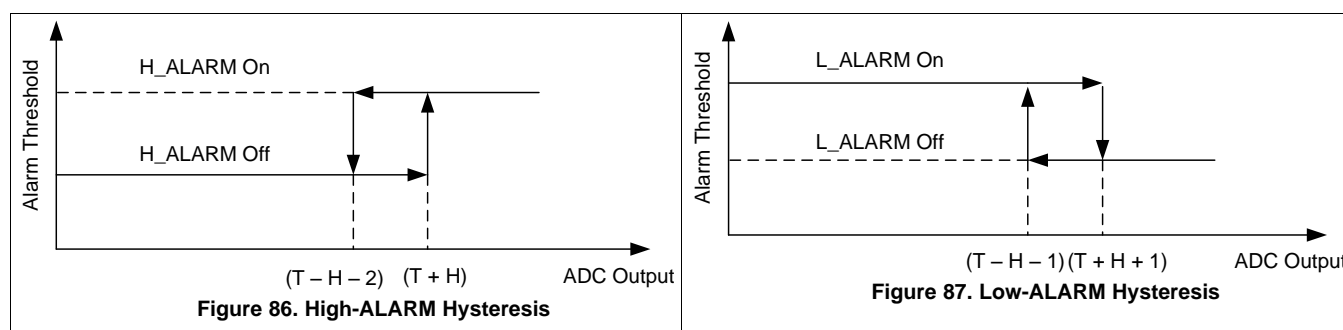 Alarm Threshold
H_ALARM On
H_ALARM Off
(T – H – 2) (T + H) ADC Output
Figure 86. High-ALARM Hysteresis
Alarm Threshold
L_ALARM On
L_ALARM Off
(T – H – 1) (T + H + 1) ADC Output
Figure 87. Low-ALARM Hysteresis